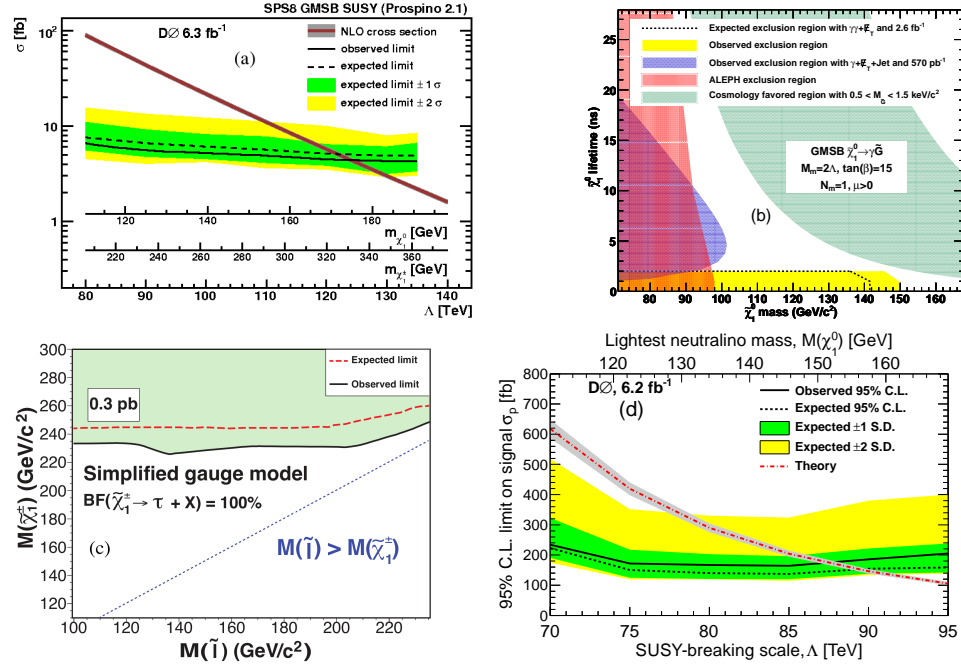 SPS8 GMSB SUSY (Prospino 2.1)
σ [fb]
DØ 6.3 fb⁻¹
(a)
NLO cross section
observed limit
expected limit
expected limit ± 1 σ
expected limit ± 2 σ
10²
10
1
120 140 160 180
m_χ₁⁰ [GeV]
220 240 260 280 300 320 340 360
m_χ₁± [GeV]
80 90 100 110 120 130 140
Λ [TeV]
Expected exclusion region with γγ+E̸_T and 2.6 fb⁻¹
Observed exclusion region
Observed exclusion region with γ+E̸_T+Jet and 570 pb⁻¹
ALEPH exclusion region
Cosmology favored region with 0.5 < M_G̃ < 1.5 keV/c²
χ̃₁⁰ lifetime (ns)
30
25
20
15
10
5
0
GMSB χ̃₁⁰→γG̃
M_m=2Λ, tan(β)=15
N_m=1, μ>0
(b)
80 90 100 110 120 130 140 150 160
χ̃₁⁰ mass (GeV/c²)
300
280
260
240
220
200
180
160
140
120
M(χ̃₁±) (GeV/c²)
Expected limit
Observed limit
0.3 pb
Simplified gauge model
BF(χ̃₁±→ τ + X) = 100%
(c)
M(l̃) > M(χ̃₁±)
100 120 140 160 180 200 220
M(l̃) (GeV/c²)
Lightest neutralino mass, M(χ₁⁰) [GeV]
120 130 140 150 160
95% C.L. limit on signal σ_p [fb]
800
700
600
500
400
300
200
100
0
DØ, 6.2 fb⁻¹
(d)
Observed 95% C.L.
Expected 95% C.L.
Expected ±1 S.D.
Expected ±2 S.D.
Theory
70 75 80 85 90 95
SUSY-breaking scale, Λ [TeV]